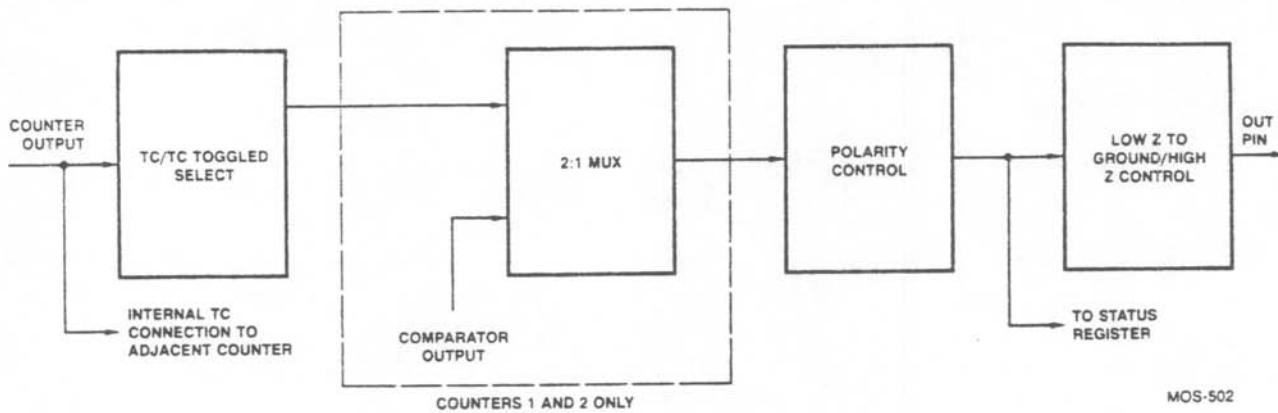 COUNTER
OUTPUT
TC/TC TOGGLED
SELECT
INTERNAL TC
CONNECTION TO
ADJACENT COUNTER
2:1 MUX
COMPARATOR
OUTPUT
COUNTERS 1 AND 2 ONLY
POLARITY
CONTROL
LOW Z TO
GROUND/HIGH
Z CONTROL
OUT
PIN
TO STATUS
REGISTER
MOS-502